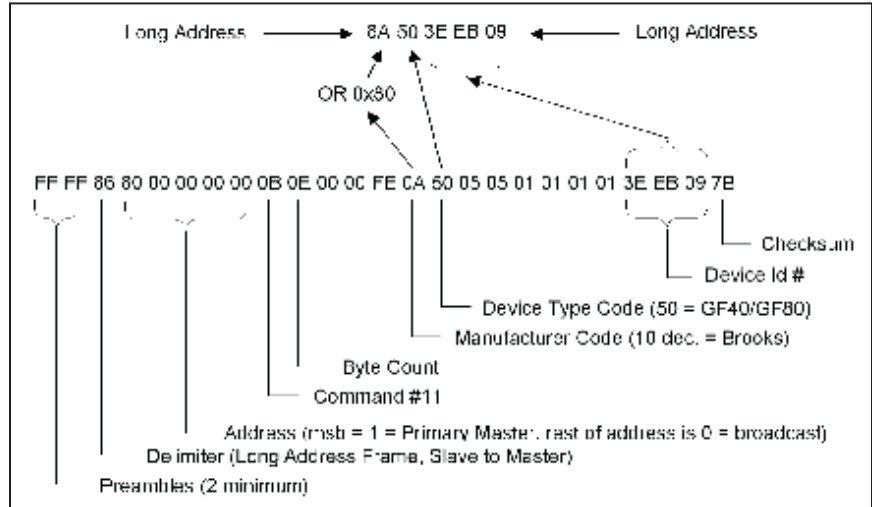 Long Address 8A 50 3E EB 09 Long Address
OR 0x80
FF FF 86 80 00 00 00 00 0B 0E 00 00 FE 0A 50 05 05 01 01 01 01 3E EB 09 7B
Checksum
Device Id #
Device Type Code (50 = GF40/GF80)
Manufacturer Code (10 dec. = Brooks)
Byte Count
Command #11
Address (msb = 1 = Primary Master, rest of address is 0 = broadcast)
Delimiter (Long Address Frame, Slave to Master)
Preambles (2 minimum)